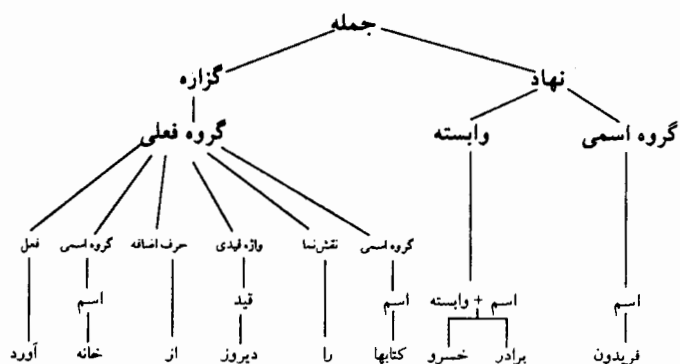 جمله
نهاد گزاره
گروه اسمی وابسته گروه فعلی
گروه اسمی نقش‌نما واژه قیدی حرف اضافه گروه اسمی فعل
اسم اسم + وابسته اسم قید اسم
فریدون برادر خسرو کتابها را دیروز از خانه آورد